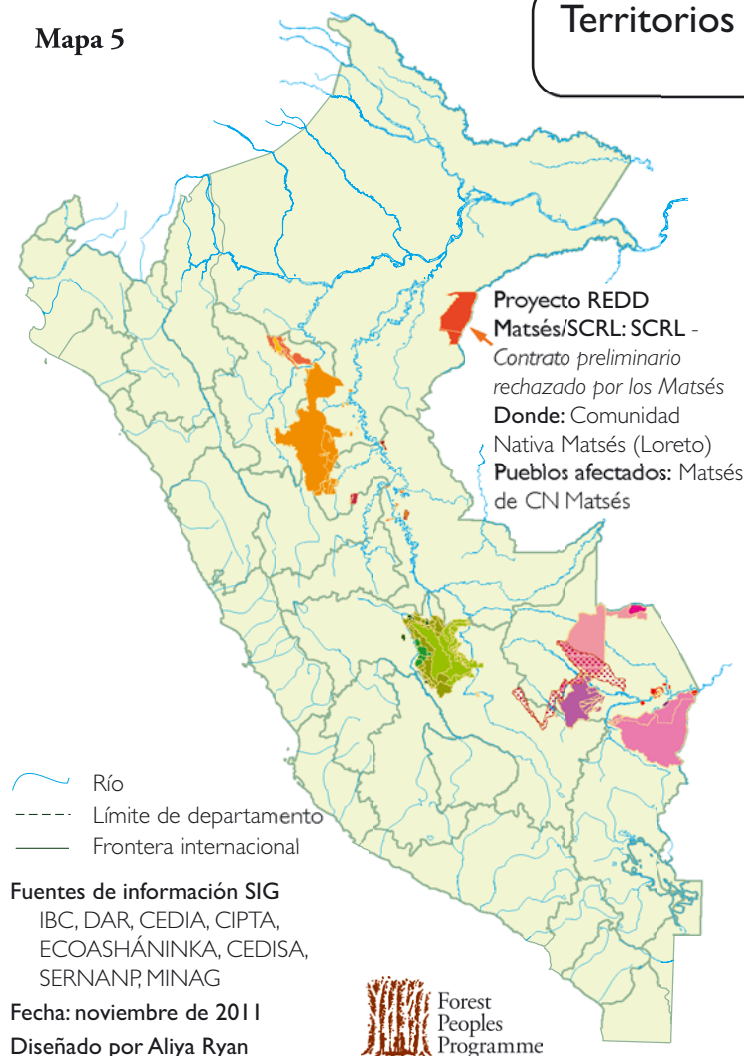 Mapa 5
Territorios
Proyecto REDD
Matsés/SCRL: SCRL -
Contrato preliminario
rechazado por los Matsés
Donde: Comunidad
Nativa Matsés (Loreto)
Pueblos afectados: Matsés
de CN Matsés
Río
Límite de departamento
Frontera internacional
Fuentes de información SIG
IBC, DAR, CEDIA, CIPTA,
ECOASHÁNINKA, CEDISA,
SERNANP, MINAG
Fecha: noviembre de 2011
Diseñado por Aliya Ryan
Forest
Peoples
Programme